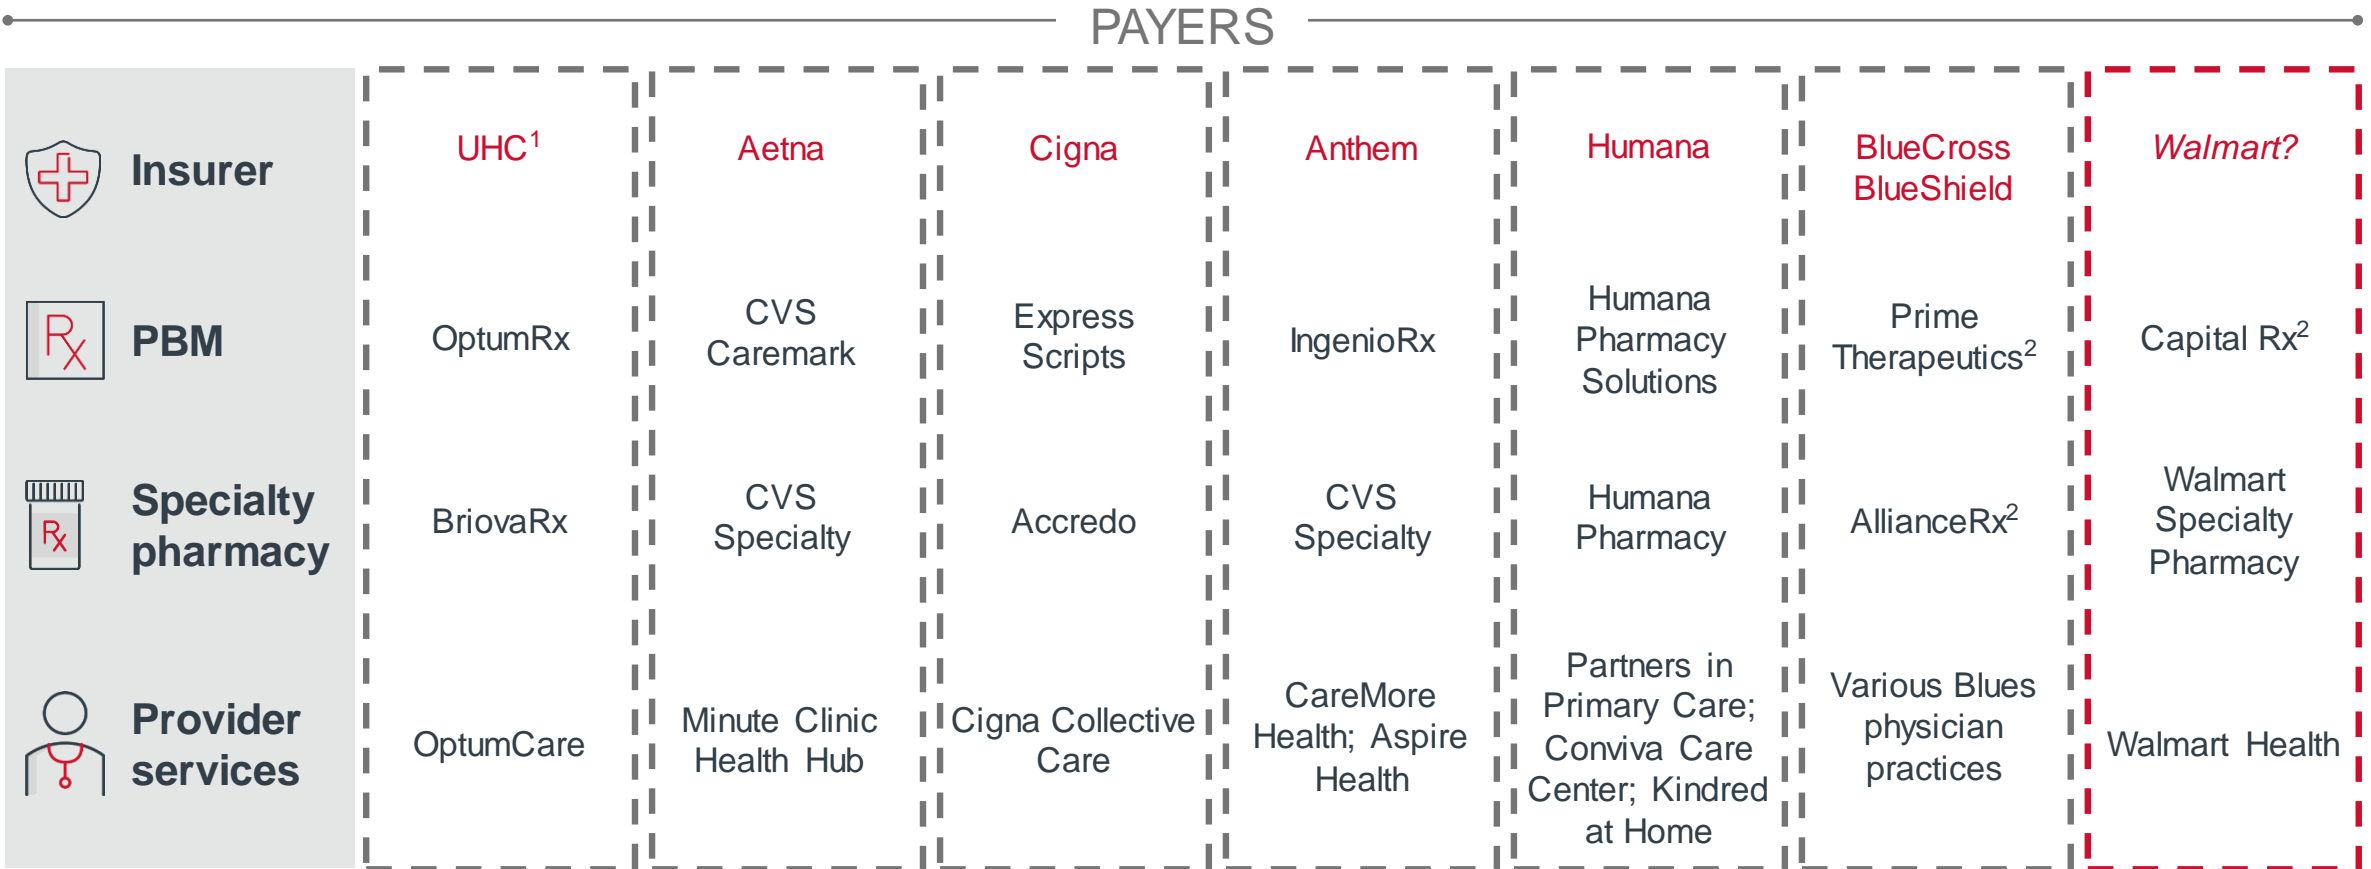 PAYERS
Insurer
UHC¹
Aetna
Cigna
Anthem
Humana
BlueCross
BlueShield
Walmart?
Rx
PBM
OptumRx
CVS
Caremark
Express
Scripts
IngenioRx
Humana
Pharmacy
Solutions
Prime
Therapeutics²
Capital Rx²
Rx
Specialty
pharmacy
BriovaRx
CVS
Specialty
Accredo
CVS
Specialty
Humana
Pharmacy
AllianceRx²
Walmart
Specialty
Pharmacy
Provider
services
OptumCare
Minute Clinic
Health Hub
Cigna Collective
Care
CareMore
Health; Aspire
Health
Partners in
Primary Care;
Conviva Care
Center; Kindred
at Home
Various Blues
physician
practices
Walmart Health